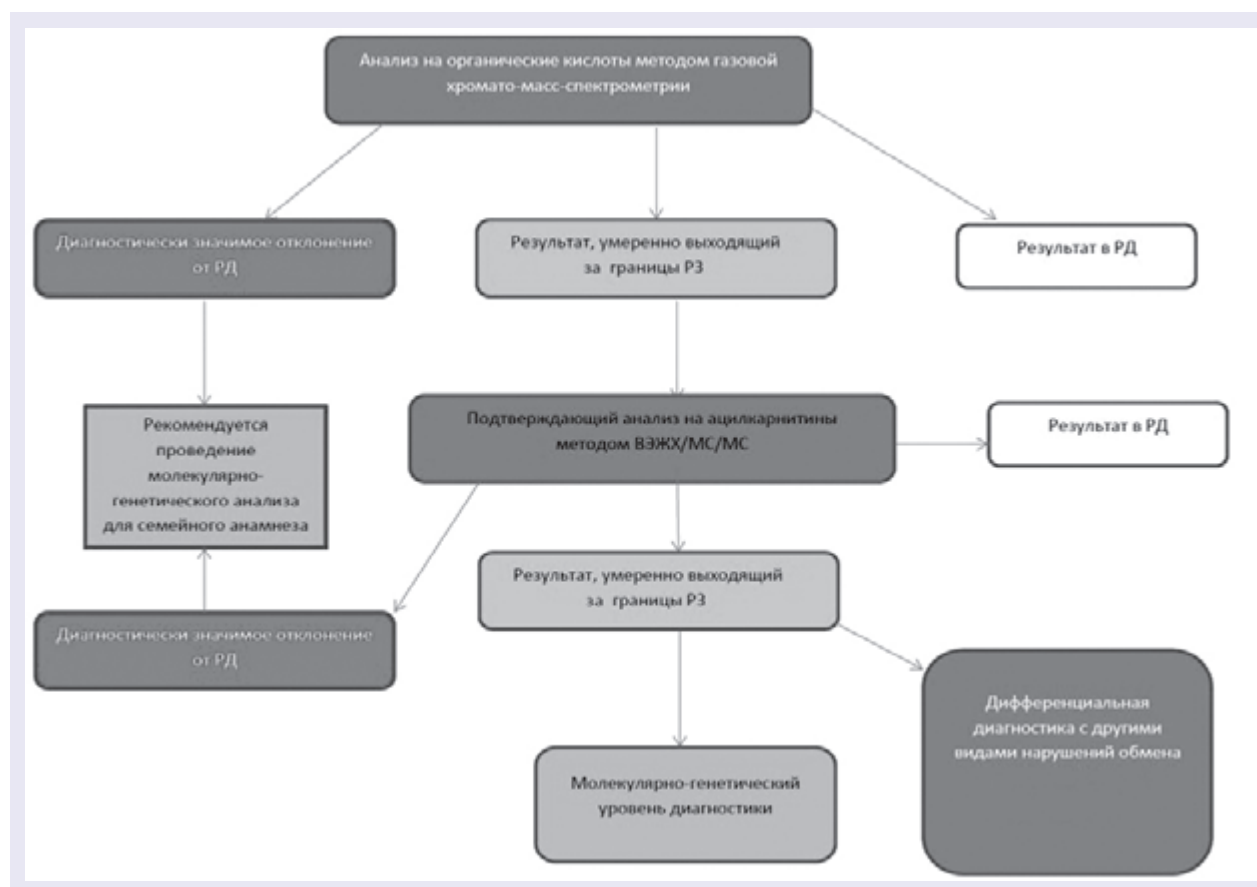 Анализ на органические кислоты методом газовой
хромато-масс-спектрометрии
Диагностически значимое отклонение
от РД
Результат, умеренно выходящий
за границы РЗ
Результат в РД
Рекомендуется
проведение
молекулярно-
генетического анализа
для семейного анамнеза
Подтверждающий анализ на ацилкарнитины
методом ВЭЖХ/МС/МС
Результат в РД
Результат, умеренно выходящий
за границы РЗ
Диагностически значимое отклонение
от РД
Дифференциальная
диагностика с другими
видами нарушений обмена
Молекулярно-генетический
уровень диагностики